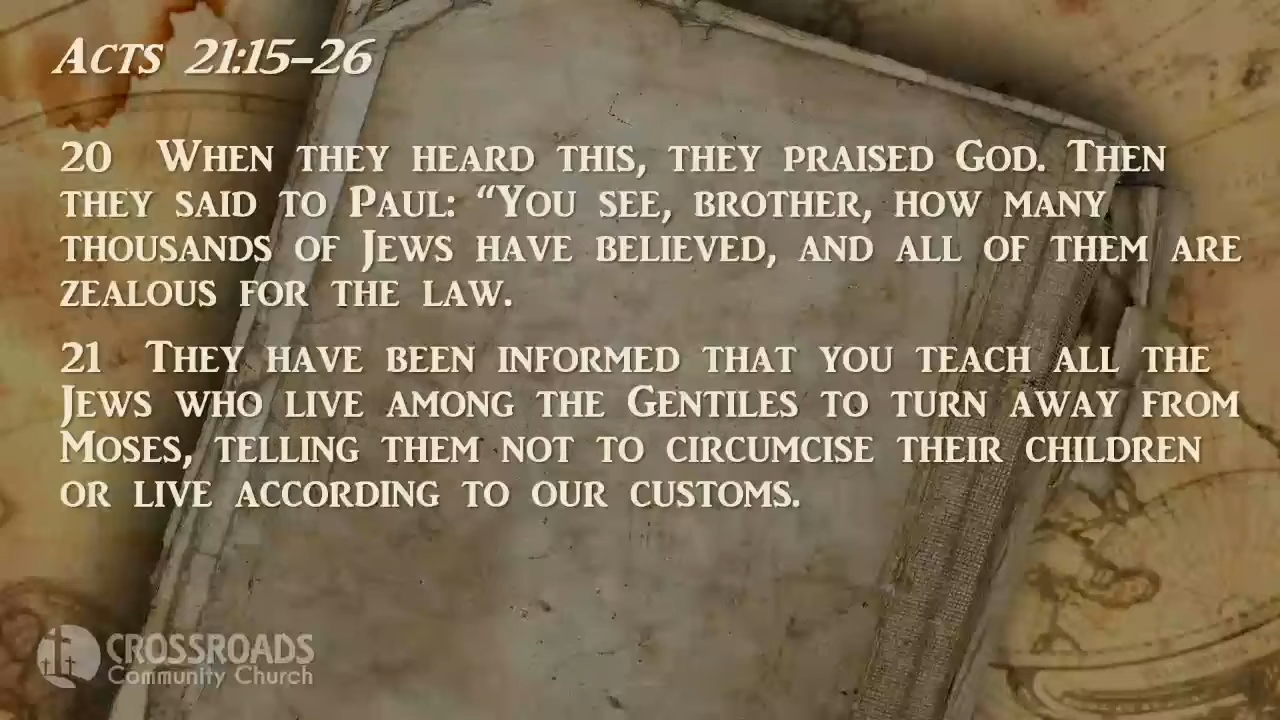 Acts 21:15-26
20 When they heard this, they praised God. Then
they said to Paul: “You see, brother, how many
thousands of Jews have believed, and all of them are
zealous for the law.
21 They have been informed that you teach all the
Jews who live among the Gentiles to turn away from
Moses, telling them not to circumcise their children
or live according to our customs.
CROSSROADS
Community Church